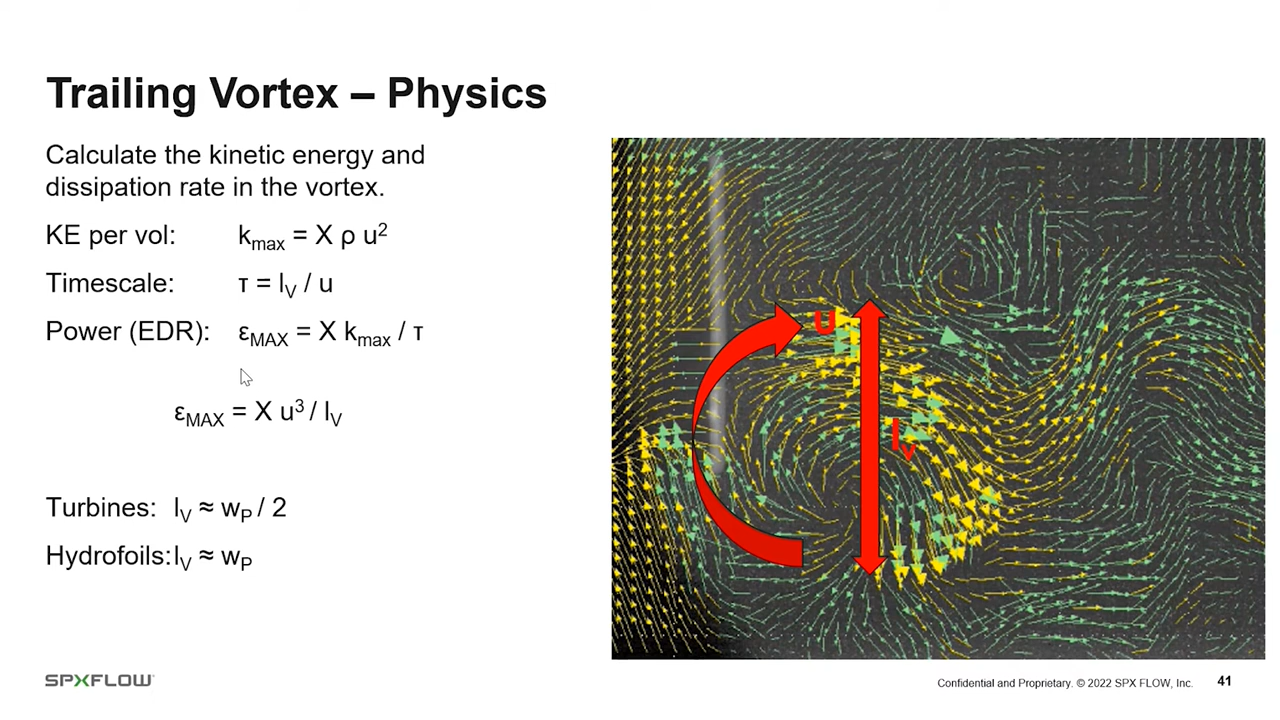 Trailing Vortex – Physics
Calculate the kinetic energy and
dissipation rate in the vortex.
KE per vol: kmax = X ρ u²
Timescale: τ = lV / u
Power (EDR): εMAX = X kmax / τ
εMAX = X u³ / lV
Turbines: lV ≈ wP / 2
Hydrofoils: lV ≈ wP
u
lv
SPXFLOW
Confidential and Proprietary. © 2022 SPX FLOW, Inc. 41